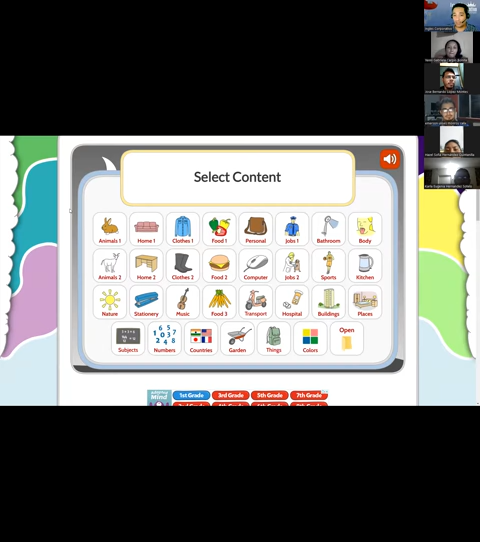 Select Content
Animals 1 Home 1 Clothes 1 Food 1 Personal Jobs 1 Bathroom Body
Animals 2 Home 2 Clothes 2 Food 2 Computer Jobs 2 Sports Kitchen
Nature Stationery Music Food 3 Transport Hospital Buildings Places
Subjects Numbers Countries Garden Things Colors Open
Mind
1st Grade 3rd Grade 5th Grade 7th Grade